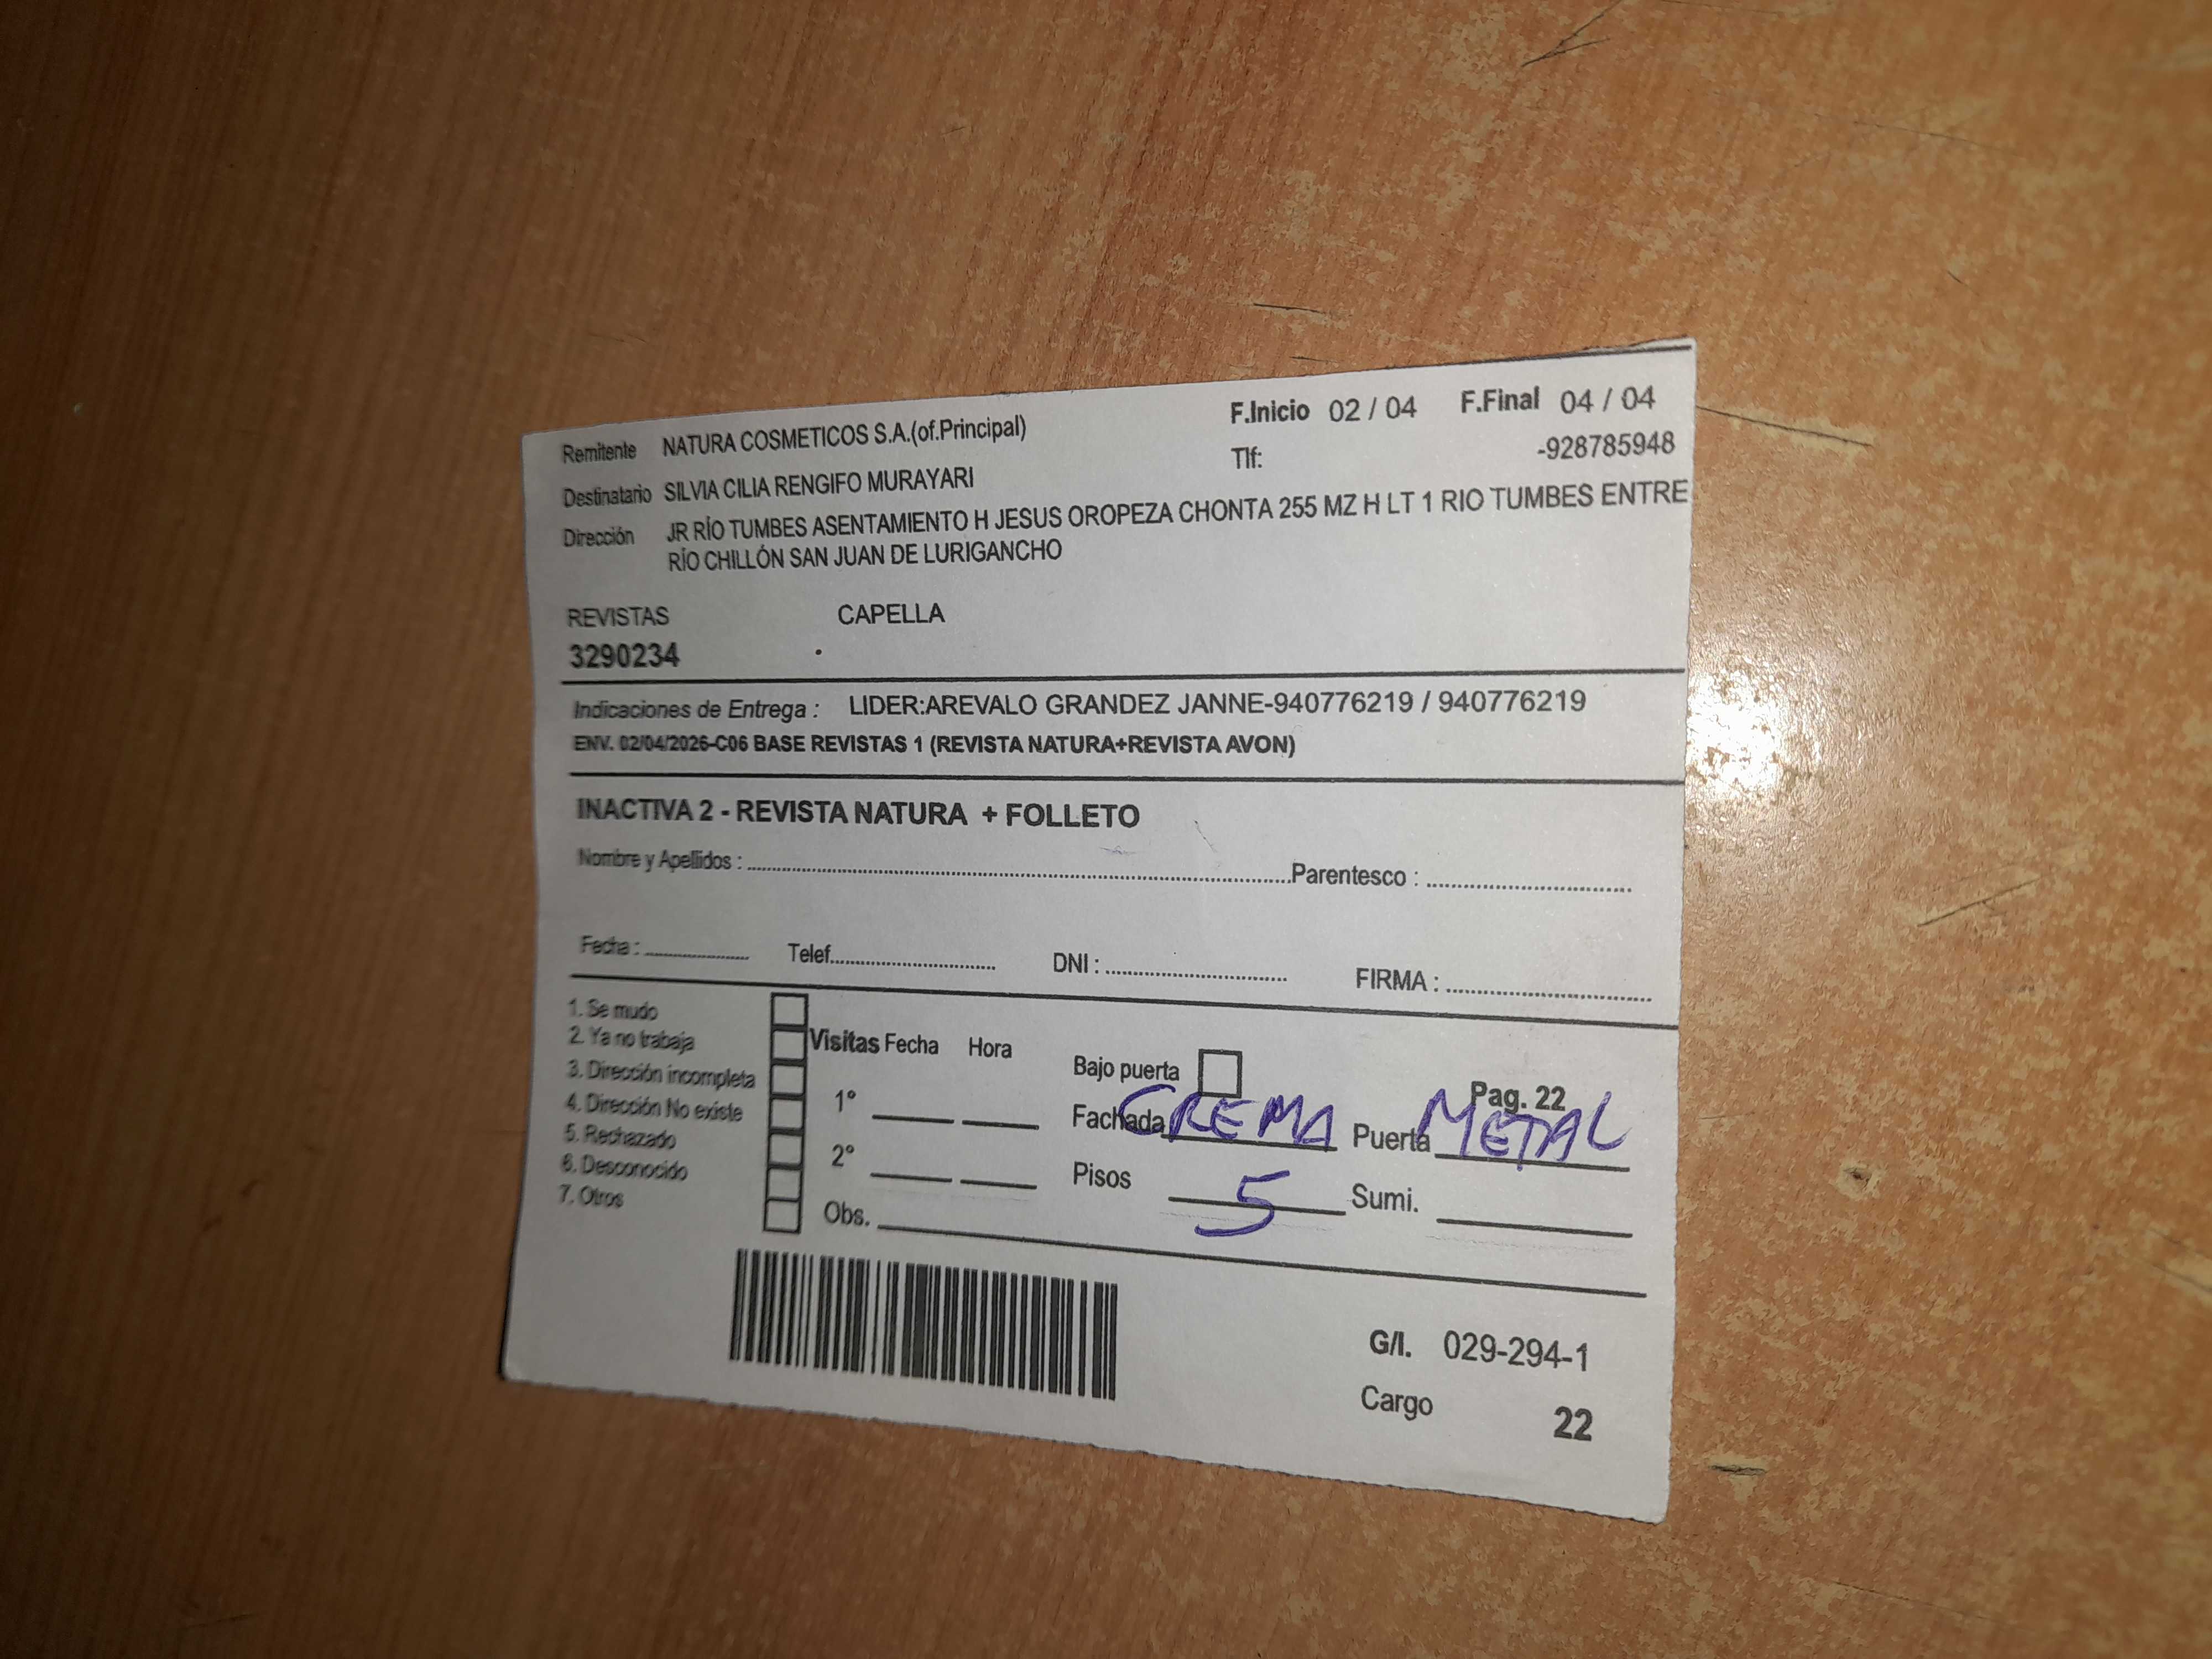 Remitente NATURA COSMETICOS S.A.(of.Principal) F.Inicio 02 / 04 F.Final 04 / 04
Destinatario SILVIA CILIA RENGIFO MURAYARI Tlf: -928785948
Dirección JR RÍO TUMBES ASENTAMIENTO H JESUS OROPEZA CHONTA 255 MZ H LT 1 RIO TUMBES ENTRE
RÍO CHILLÓN SAN JUAN DE LURIGANCHO
REVISTAS CAPELLA
3290234
Indicaciones de Entrega : LIDER:AREVALO GRANDEZ JANNE-940776219 / 940776219
ENV. 02/04/2026-C06 BASE REVISTAS 1 (REVISTA NATURA+REVISTA AVON)
INACTIVA 2 - REVISTA NATURA + FOLLETO
Nombre y Apellidos : Parentesco :
Fecha : Telef. DNI : FIRMA :
1. Se mudo
2. Ya no trabaja
3. Dirección incompleta
4. Dirección No existe
5. Rechazado
6. Desconocido
7. Otros
Visitas Fecha Hora
1°
2°
Obs.
Bajo puerta Pag. 22
Fachada CREMA Puerta METAL
Pisos 5 Sumi.
G/I. 029-294-1
Cargo 22